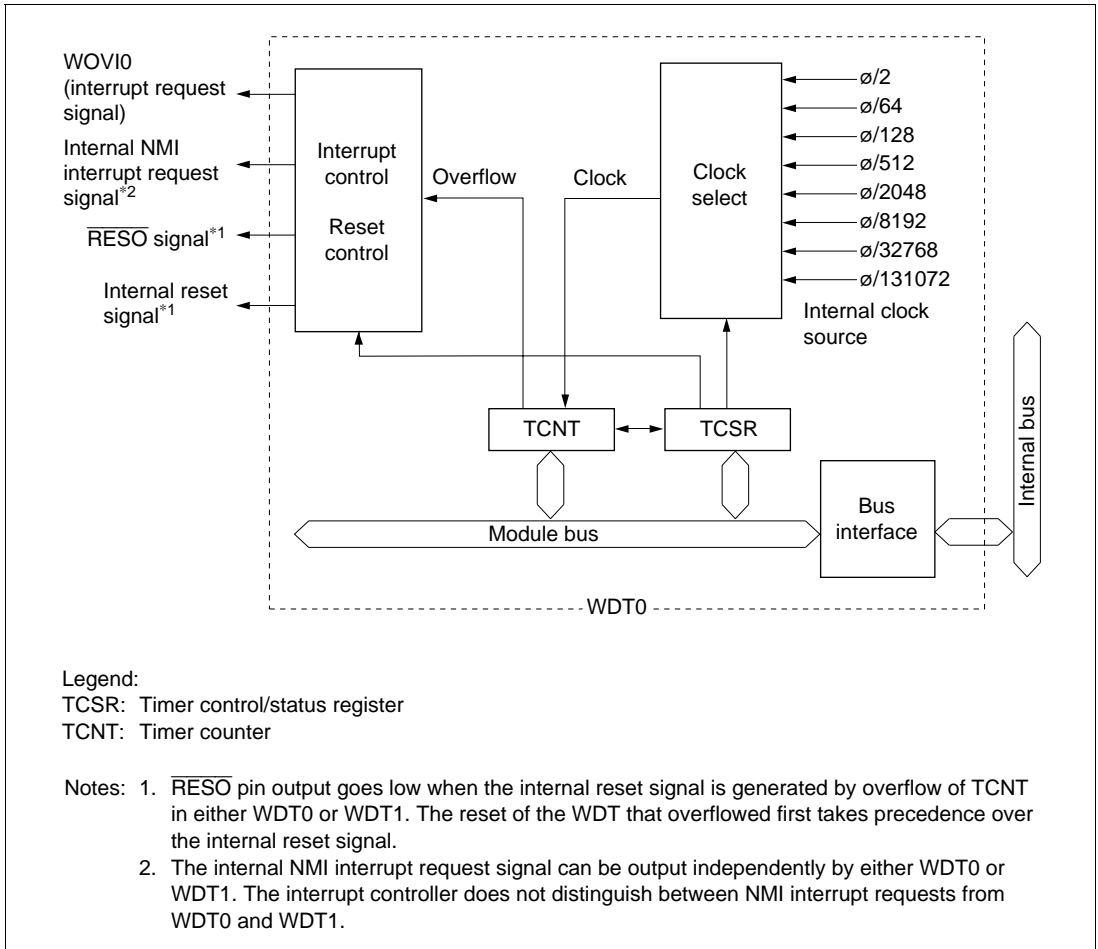 WOVI0
(interrupt request
signal)
Internal NMI
interrupt request
signal*2
RESO signal*1
Internal reset
signal*1
Interrupt
control
Reset
control
Overflow
Clock
Clock
select
ø/2
ø/64
ø/128
ø/512
ø/2048
ø/8192
ø/32768
ø/131072
Internal clock
source
TCNT
TCSR
Module bus
Bus
interface
Internal bus
WDT0
Legend:
TCSR: Timer control/status register
TCNT: Timer counter
Notes: 1. RESO pin output goes low when the internal reset signal is generated by overflow of TCNT
in either WDT0 or WDT1. The reset of the WDT that overflowed first takes precedence over
the internal reset signal.
2. The internal NMI interrupt request signal can be output independently by either WDT0 or
WDT1. The interrupt controller does not distinguish between NMI interrupt requests from
WDT0 and WDT1.